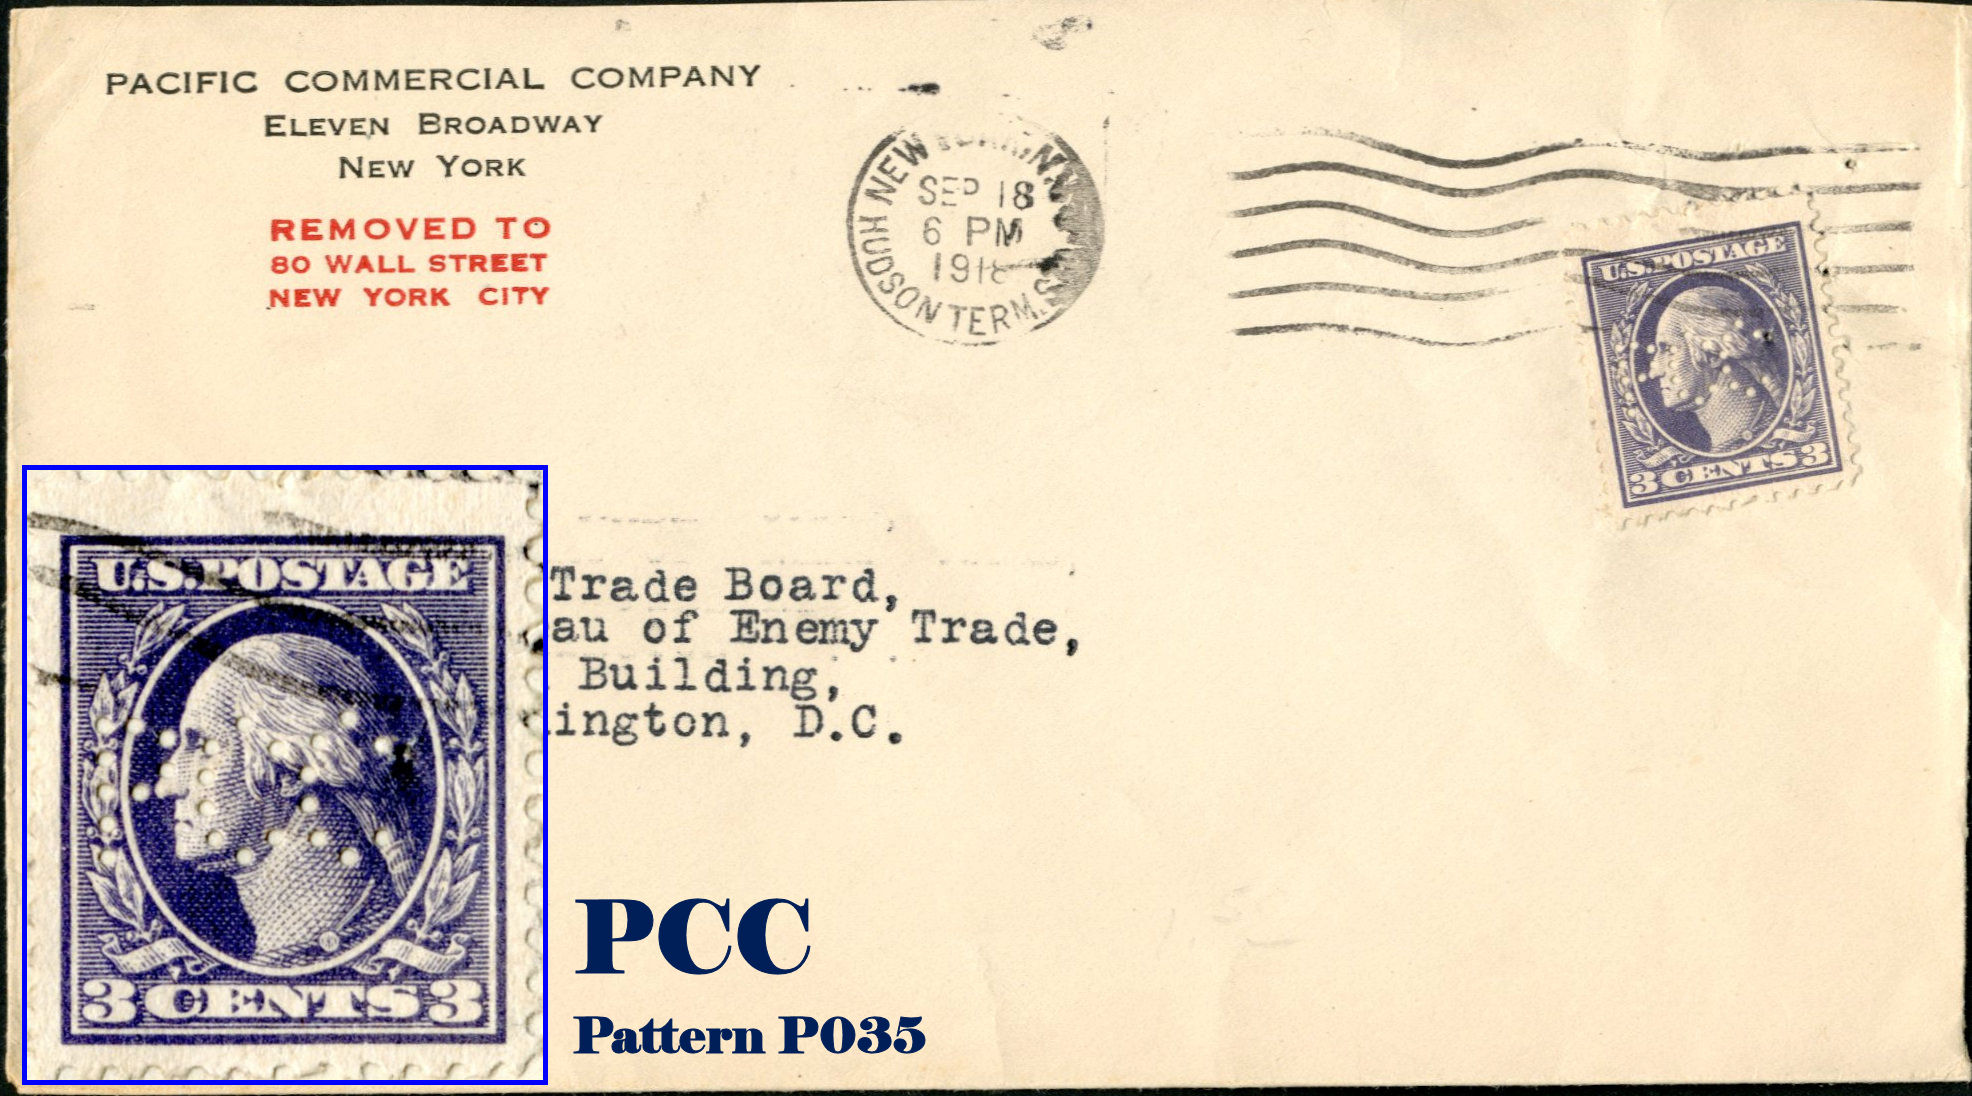 PACIFIC COMMERCIAL COMPANY
ELEVEN BROADWAY
NEW YORK
REMOVED TO
80 WALL STREET
NEW YORK CITY
NEW YORK, N.Y.
SEP 18
6 PM
1918
HUDSON TERM. STA.
U.S. POSTAGE
3 CENTS 3
U.S. POSTAGE
3 CENTS 3
Trade Board,
au of Enemy Trade,
Building,
ington, D.C.
PCC
Pattern P035